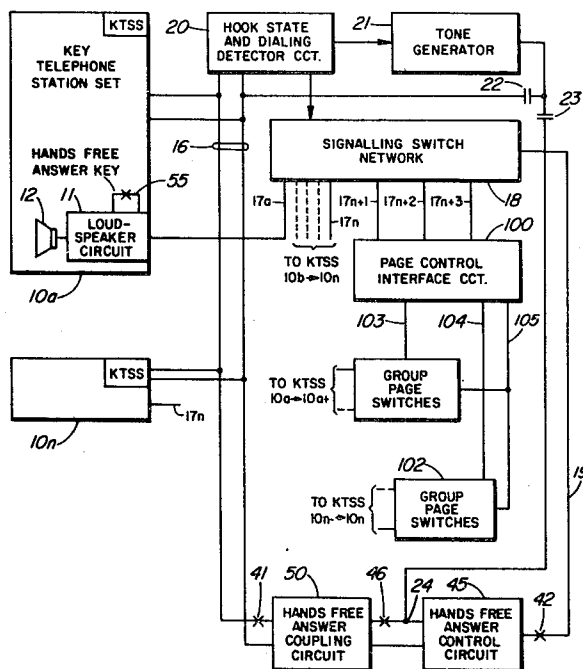 KTSS
KEY
TELEPHONE
STATION SET
HANDS FREE
ANSWER
KEY
55
12
11
LOUD-
SPEAKER
CIRCUIT
10a
20
HOOK STATE
AND DIALING
DETECTOR CCT.
21
TONE
GENERATOR
22
23
16
SIGNALLING SWITCH
NETWORK
18
17a
17n
17n+1
17n+2
17n+3
TO KTSS
10b→10n
100
PAGE CONTROL
INTERFACE CCT.
103
104
105
KTSS
10n
17n
TO KTSS
10a→10a+
GROUP
PAGE
SWITCHES
102
TO KTSS
10n-→10n
GROUP
PAGE
SWITCHES
19
41
50
HANDS FREE
ANSWER
COUPLING
CIRCUIT
46
24
45
HANDS FREE
ANSWER
CONTROL
CIRCUIT
42